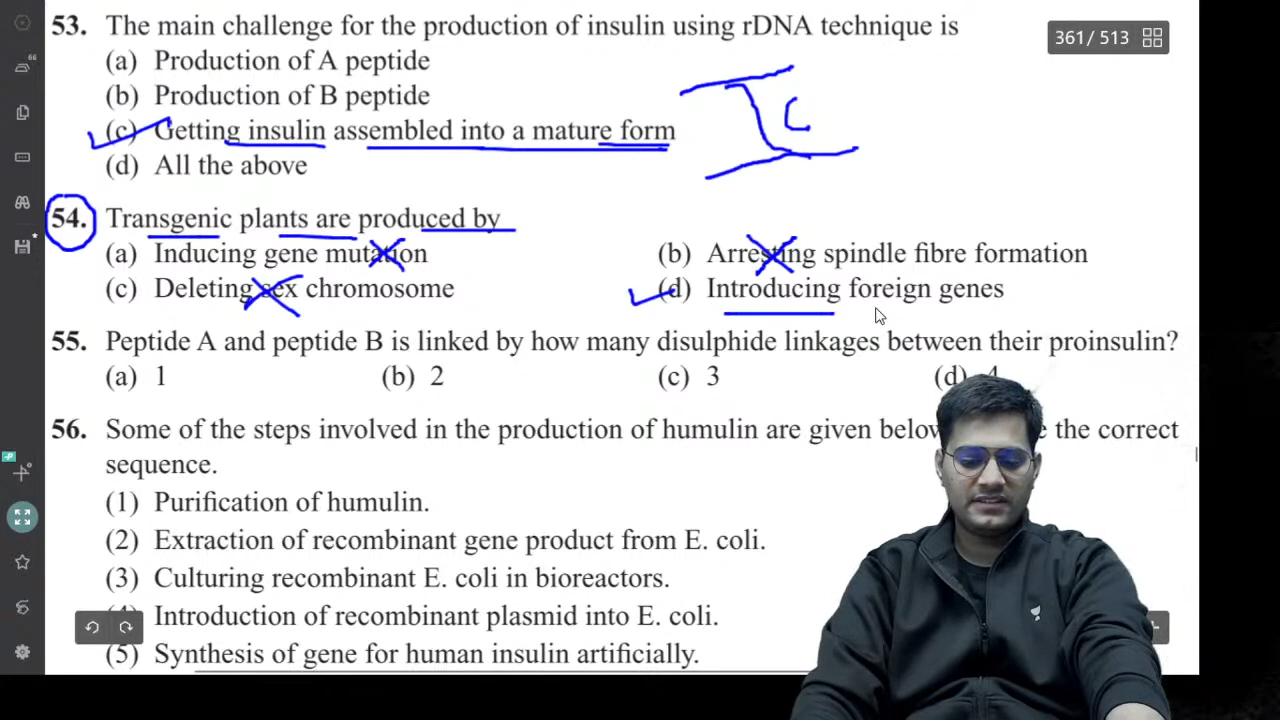 53. The main challenge for the production of insulin using rDNA technique is
361 / 513
(a) Production of A peptide
(b) Production of B peptide
(c) Getting insulin assembled into a mature form
C
(d) All the above
54. Transgenic plants are produced by
(a) Inducing gene mutation (b) Arresting spindle fibre formation
(c) Deleting sex chromosome (d) Introducing foreign genes
55. Peptide A and peptide B is linked by how many disulphide linkages between their proinsulin?
(a) 1 (b) 2 (c) 3 (d) 4
56. Some of the steps involved in the production of humulin are given the correct
sequence.
(1) Purification of humulin.
(2) Extraction of recombinant gene product from E. coli.
(3) Culturing recombinant E. coli in bioreactors.
(4) Introduction of recombinant plasmid into E. coli.
(5) Synthesis of gene for human insulin artificially.